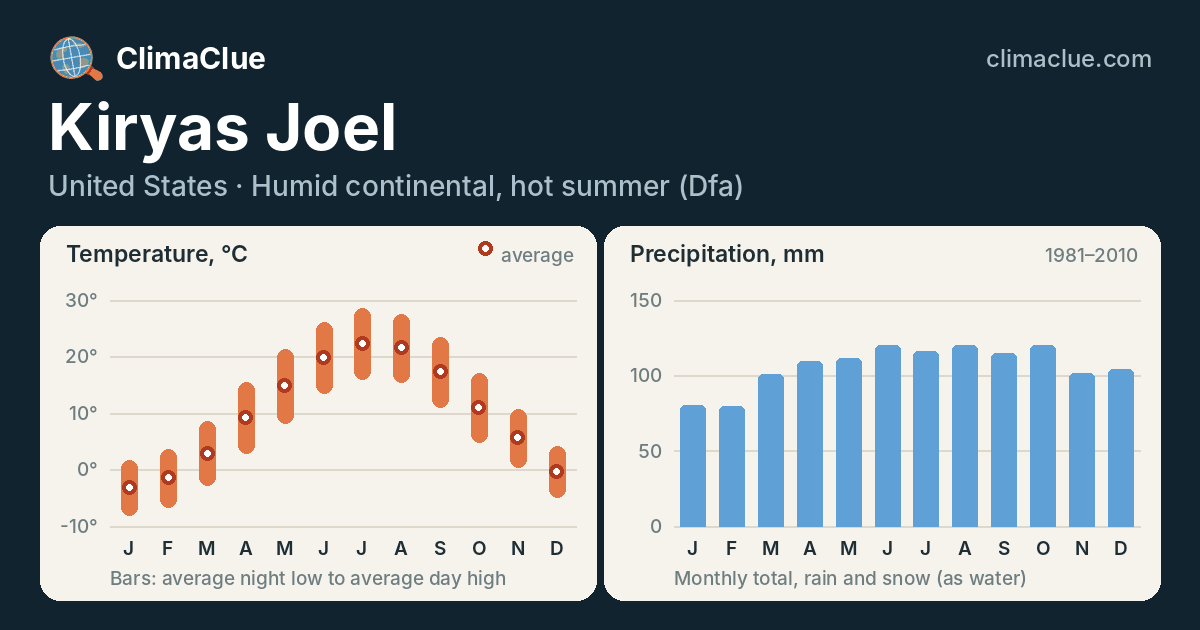 ClimaClue
climaclue.com
Kiryas Joel
United States · Humid continental, hot summer (Dfa)
Temperature, °C
average
30°
20°
10°
0°
-10°
J F M A M J J A S O N D
Bars: average night low to average day high
Precipitation, mm
1981–2010
150
100
50
0
J F M A M J J A S O N D
Monthly total, rain and snow (as water)